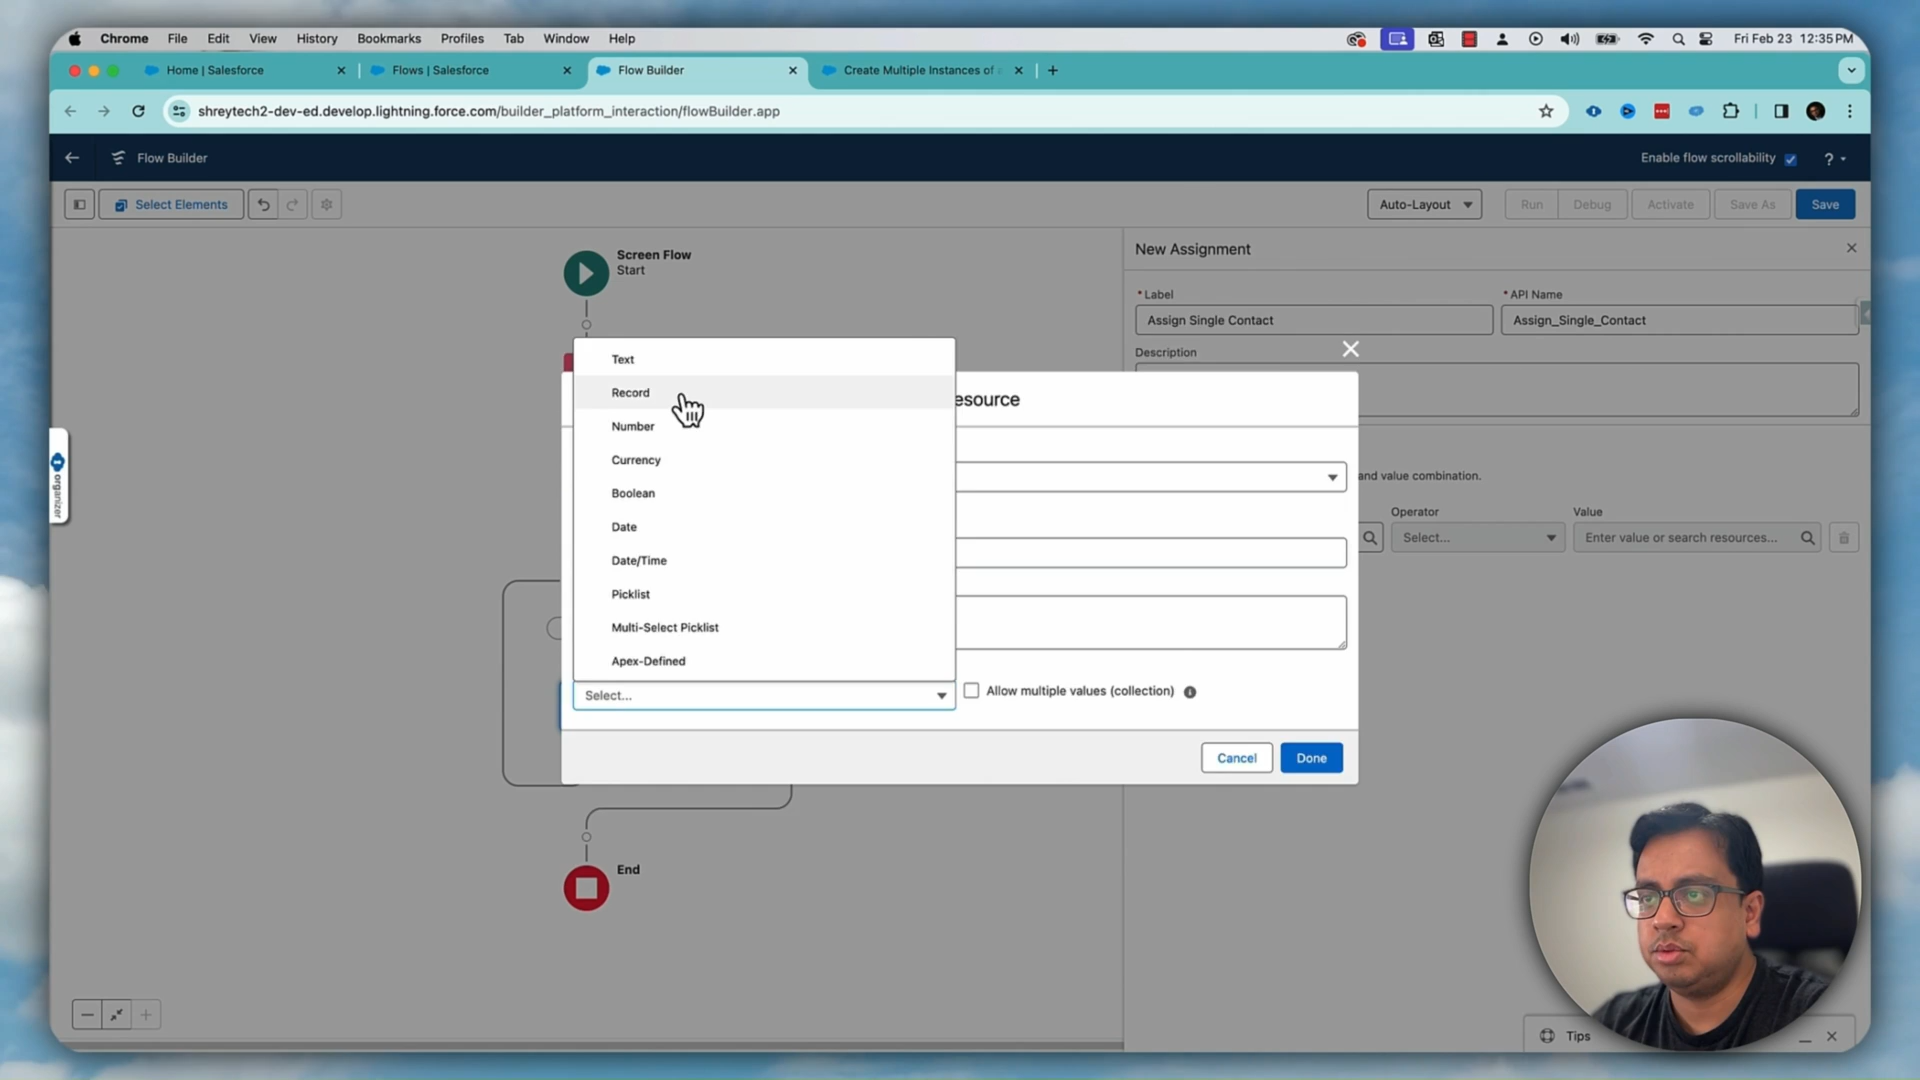 Chrome File Edit View History Bookmarks Profiles Tab Window Help Fri Feb 23 12:35 PM
Home | Salesforce Flows | Salesforce Flow Builder Create Multiple Instances of
shreytech2-dev-ed.develop.lightning.force.com/builder_platform_interaction/flowBuilder.app
Flow Builder Enable flow scrollability ?
Select Elements Auto-Layout Run Debug Activate Save As Save
Screen Flow
Start
New Assignment
* Label * API Name
Assign Single Contact Assign_Single_Contact
Description
Text
Record
esource
Number
Currency
and value combination.
Boolean
Operator Value
Date
Select... Enter value or search resources...
Date/Time
Picklist
Multi-Select Picklist
Apex-Defined
Select... Allow multiple values (collection)
Cancel Done
organizer
End
Tips